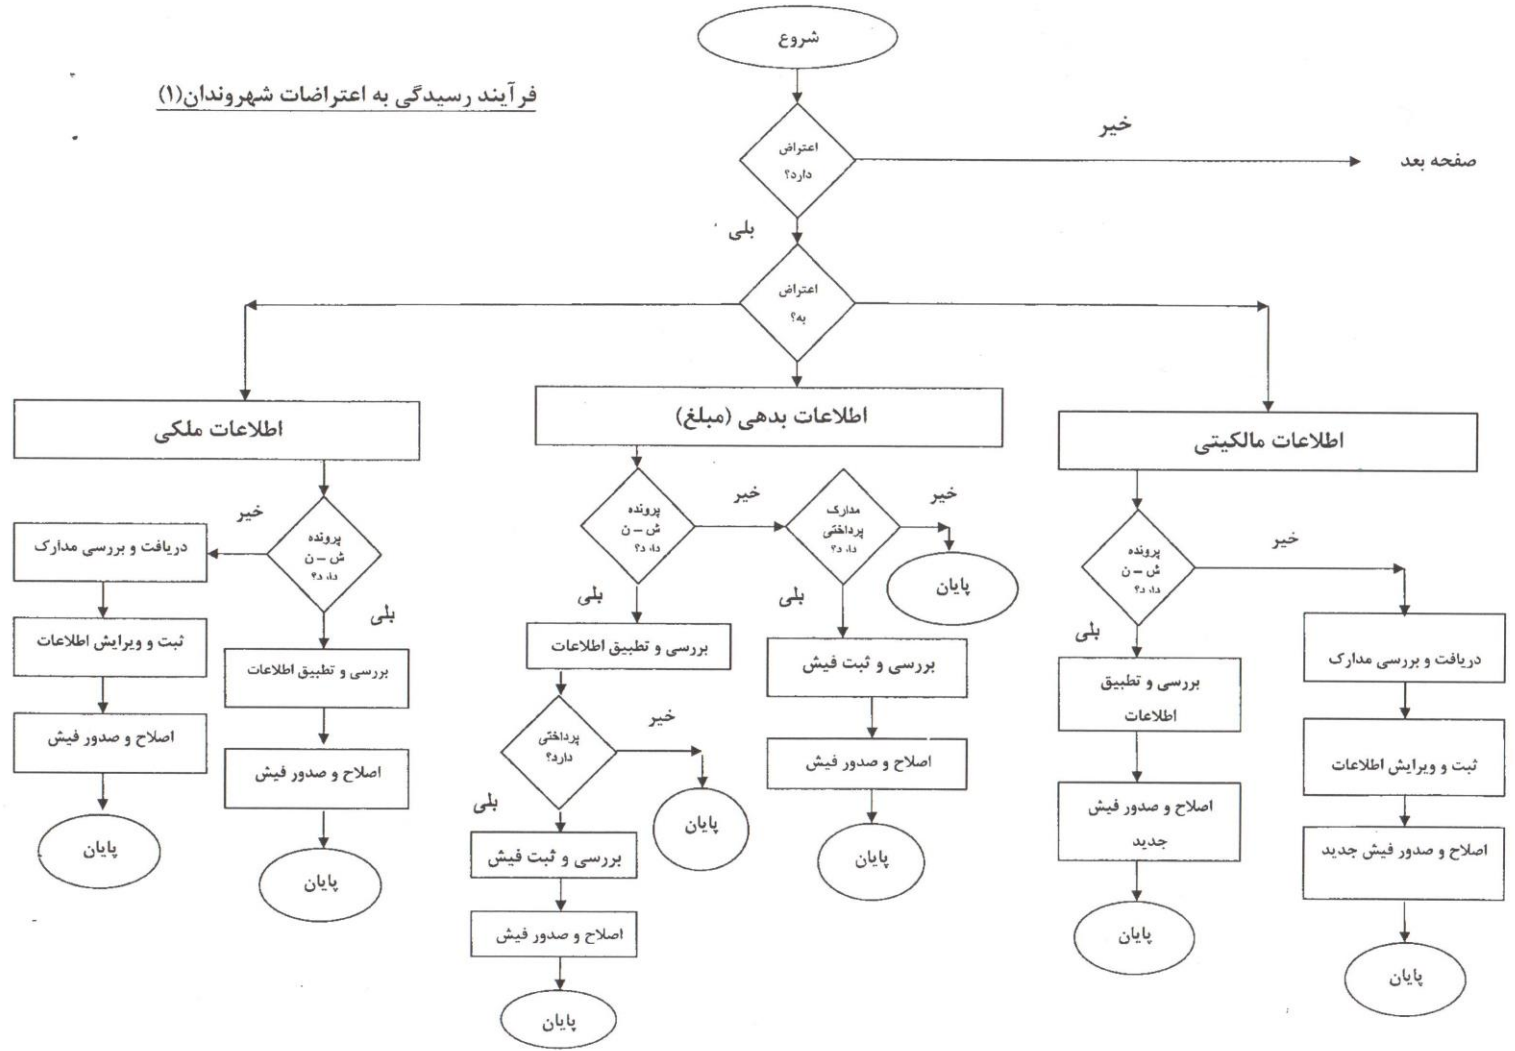 شروع
فرآیند رسیدگی به اعتراضات شهروندان(۱)
اعتراض
دارد؟
خیر
صفحه بعد
بلی
اعتراض
به؟
اطلاعات مالکیتی
پرونده
ش – ن
دارد؟
خیر
دریافت و بررسی مدارک
ثبت و ویرایش اطلاعات
اصلاح و صدور فیش جدید
پایان
بلی
بررسی و تطبیق
اطلاعات
اصلاح و صدور فیش
جدید
پایان
اطلاعات بدهی (مبلغ)
پرونده
ش – ن
دارد؟
خیر
مدارک
پرداختی
دارد؟
خیر
پایان
بلی
بررسی و ثبت فیش
اصلاح و صدور فیش
پایان
بلی
بررسی و تطبیق اطلاعات
پرداختی
دارد؟
خیر
پایان
بلی
بررسی و ثبت فیش
اصلاح و صدور فیش
پایان
اطلاعات ملکی
پرونده
ش – ن
دارد؟
خیر
دریافت و بررسی مدارک
ثبت و ویرایش اطلاعات
اصلاح و صدور فیش
پایان
بلی
بررسی و تطبیق اطلاعات
اصلاح و صدور فیش
پایان